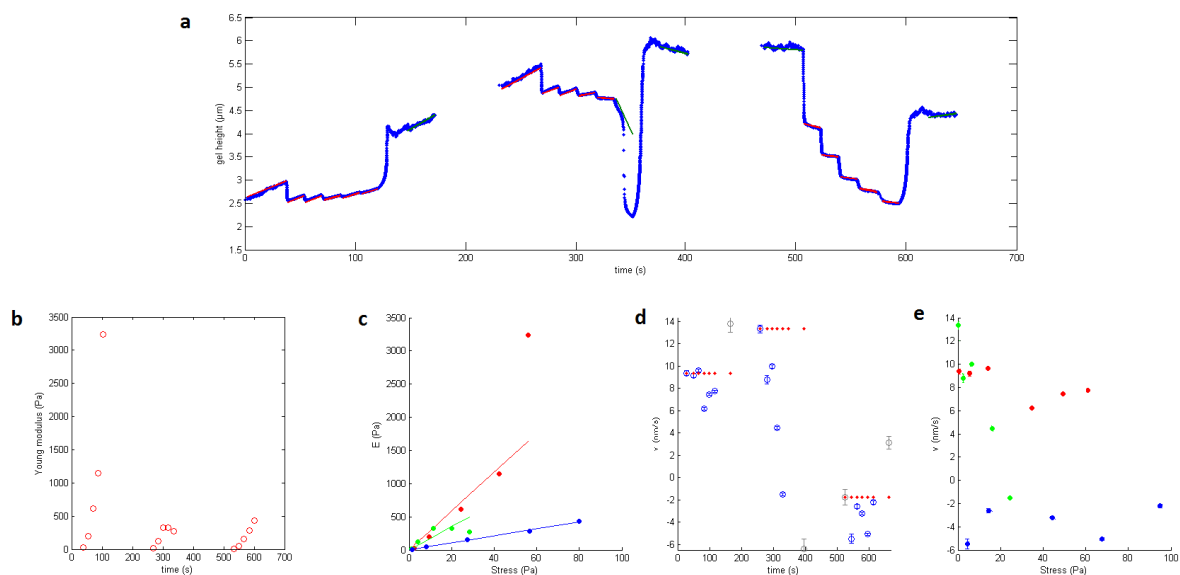 a
6.5
6
5.5
5
4.5
4
3.5
3
2.5
2
1.5
gel height (µm)
0 100 200 300 400 500 600 700
time (s)
b
3500
3000
2500
2000
1500
1000
500
0
Young modulus (Pa)
0 100 200 300 400 500 600 700
time (s)
c
3500
3000
2500
2000
1500
1000
500
0
E (Pa)
0 20 40 60 80 100
Stress (Pa)
d
14
12
10
8
6
4
2
0
-2
-4
-6
v (nm/s)
0 100 200 300 400 500 600
time (s)
e
14
12
10
8
6
4
2
0
-2
-4
-6
v (nm/s)
0 20 40 60 80 100
Stress (Pa)